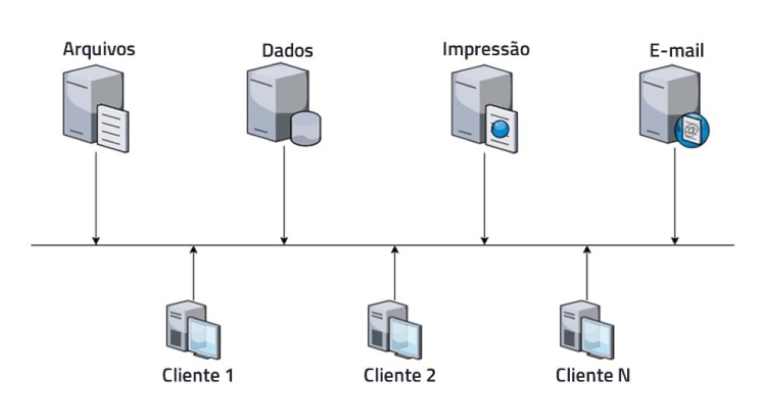 Arquivos
Dados
Impressão
E-mail
Cliente 1
Cliente 2
Cliente N